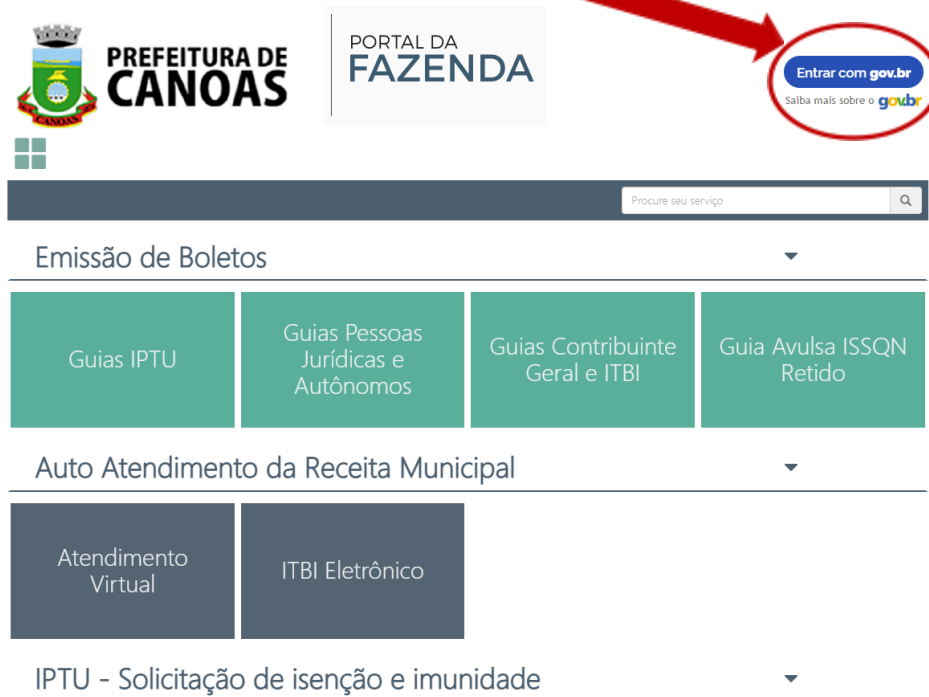 PREFEITURA DE
CANOAS
CANOAS
PORTAL DA
FAZENDA
Entrar com gov.br
Saiba mais sobre o gov.br
Procure seu serviço
Emissão de Boletos
Guias IPTU
Guias Pessoas
Jurídicas e
Autônomos
Guias Contribuinte
Geral e ITBI
Guia Avulsa ISSQN
Retido
Auto Atendimento da Receita Municipal
Atendimento
Virtual
ITBI Eletrônico
IPTU - Solicitação de isenção e imunidade